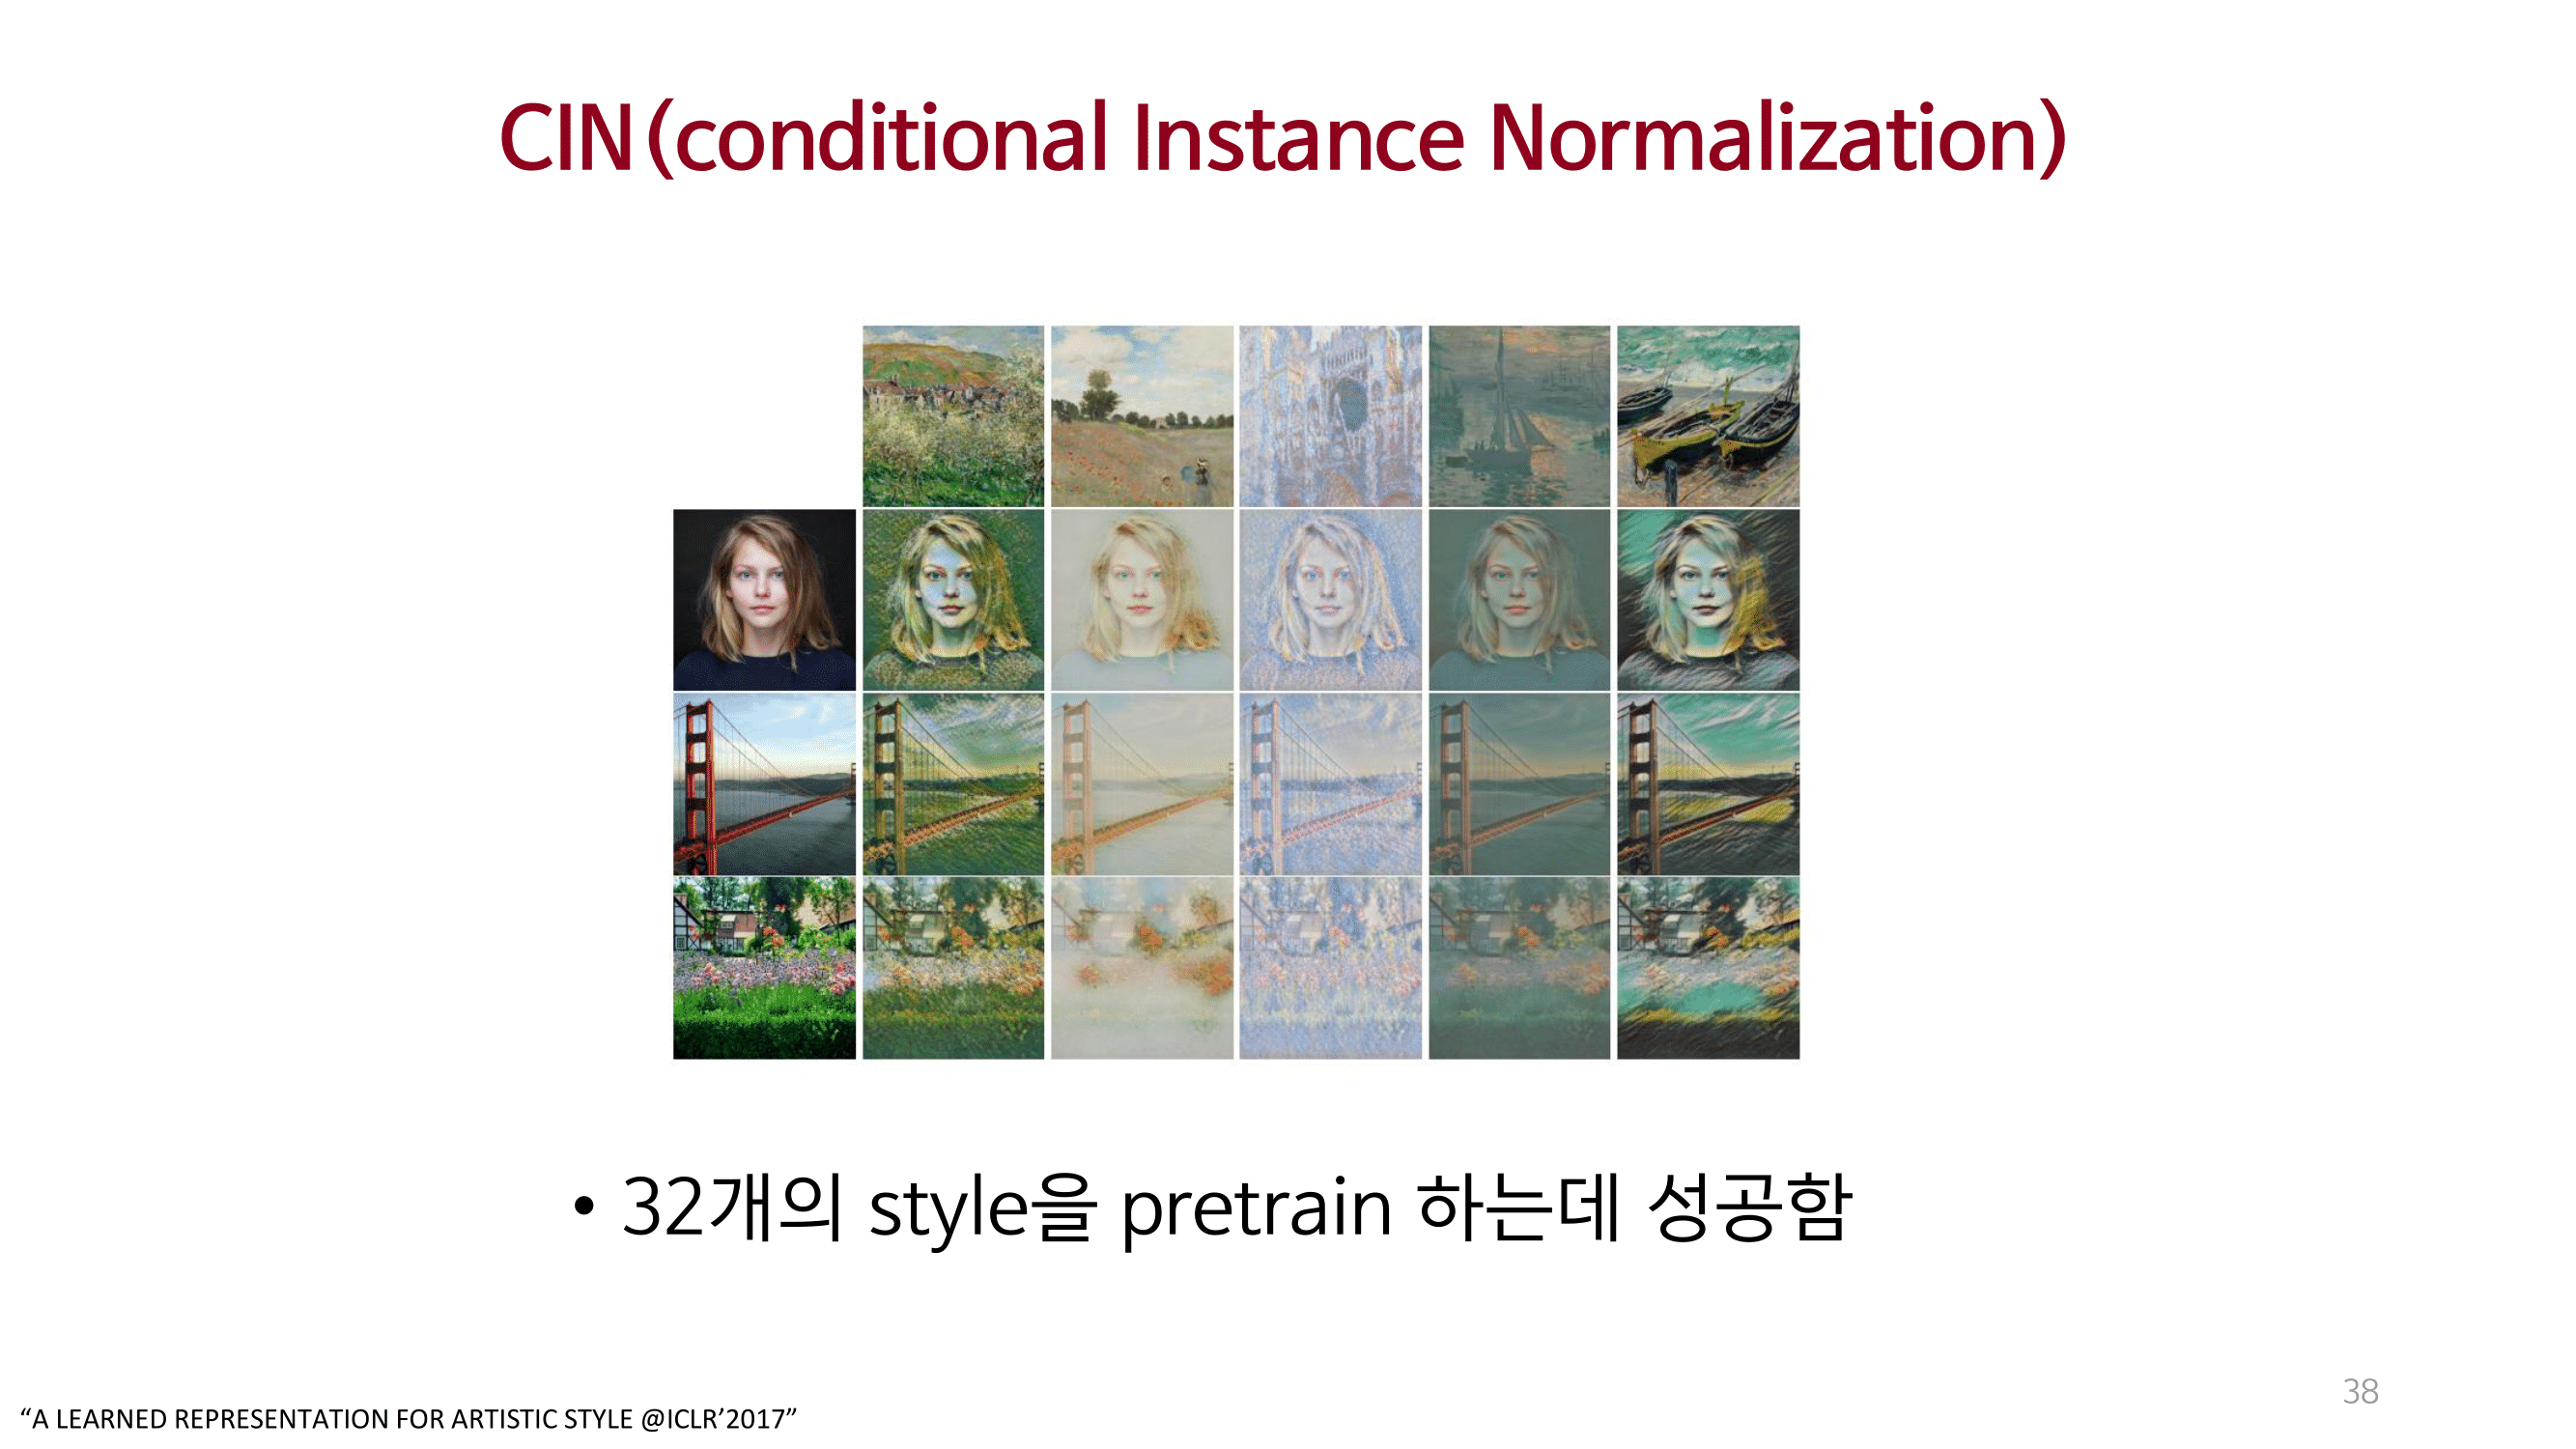 CIN(conditional Instance Normalization)
• 32개의 style을 pretrain 하는데 성공함
38
“A LEARNED REPRESENTATION FOR ARTISTIC STYLE @ICLR’2017”